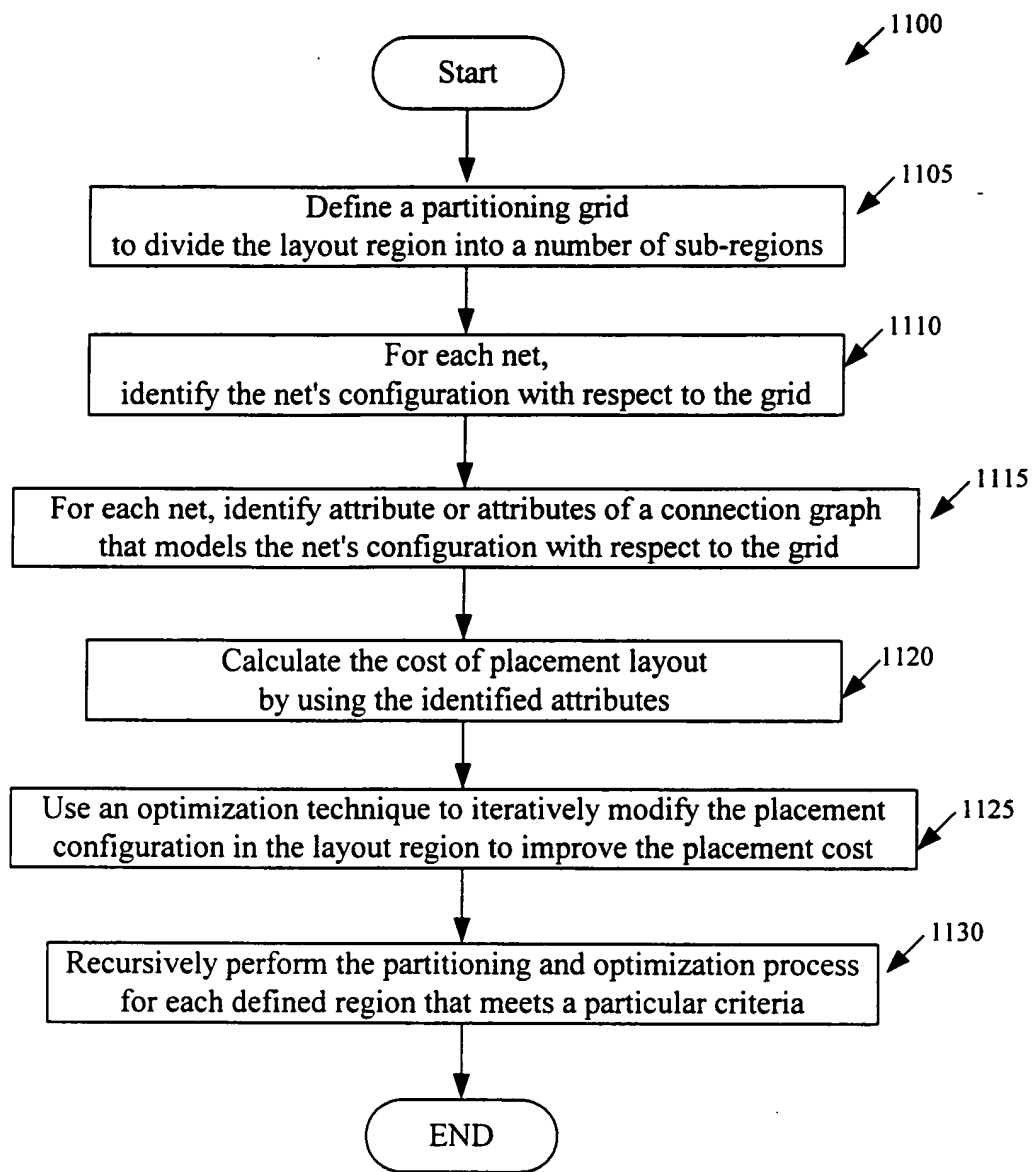 1100
Start
1105
Define a partitioning grid
to divide the layout region into a number of sub-regions
1110
For each net,
identify the net's configuration with respect to the grid
1115
For each net, identify attribute or attributes of a connection graph
that models the net's configuration with respect to the grid
1120
Calculate the cost of placement layout
by using the identified attributes
1125
Use an optimization technique to iteratively modify the placement
configuration in the layout region to improve the placement cost
1130
Recursively perform the partitioning and optimization process
for each defined region that meets a particular criteria
END